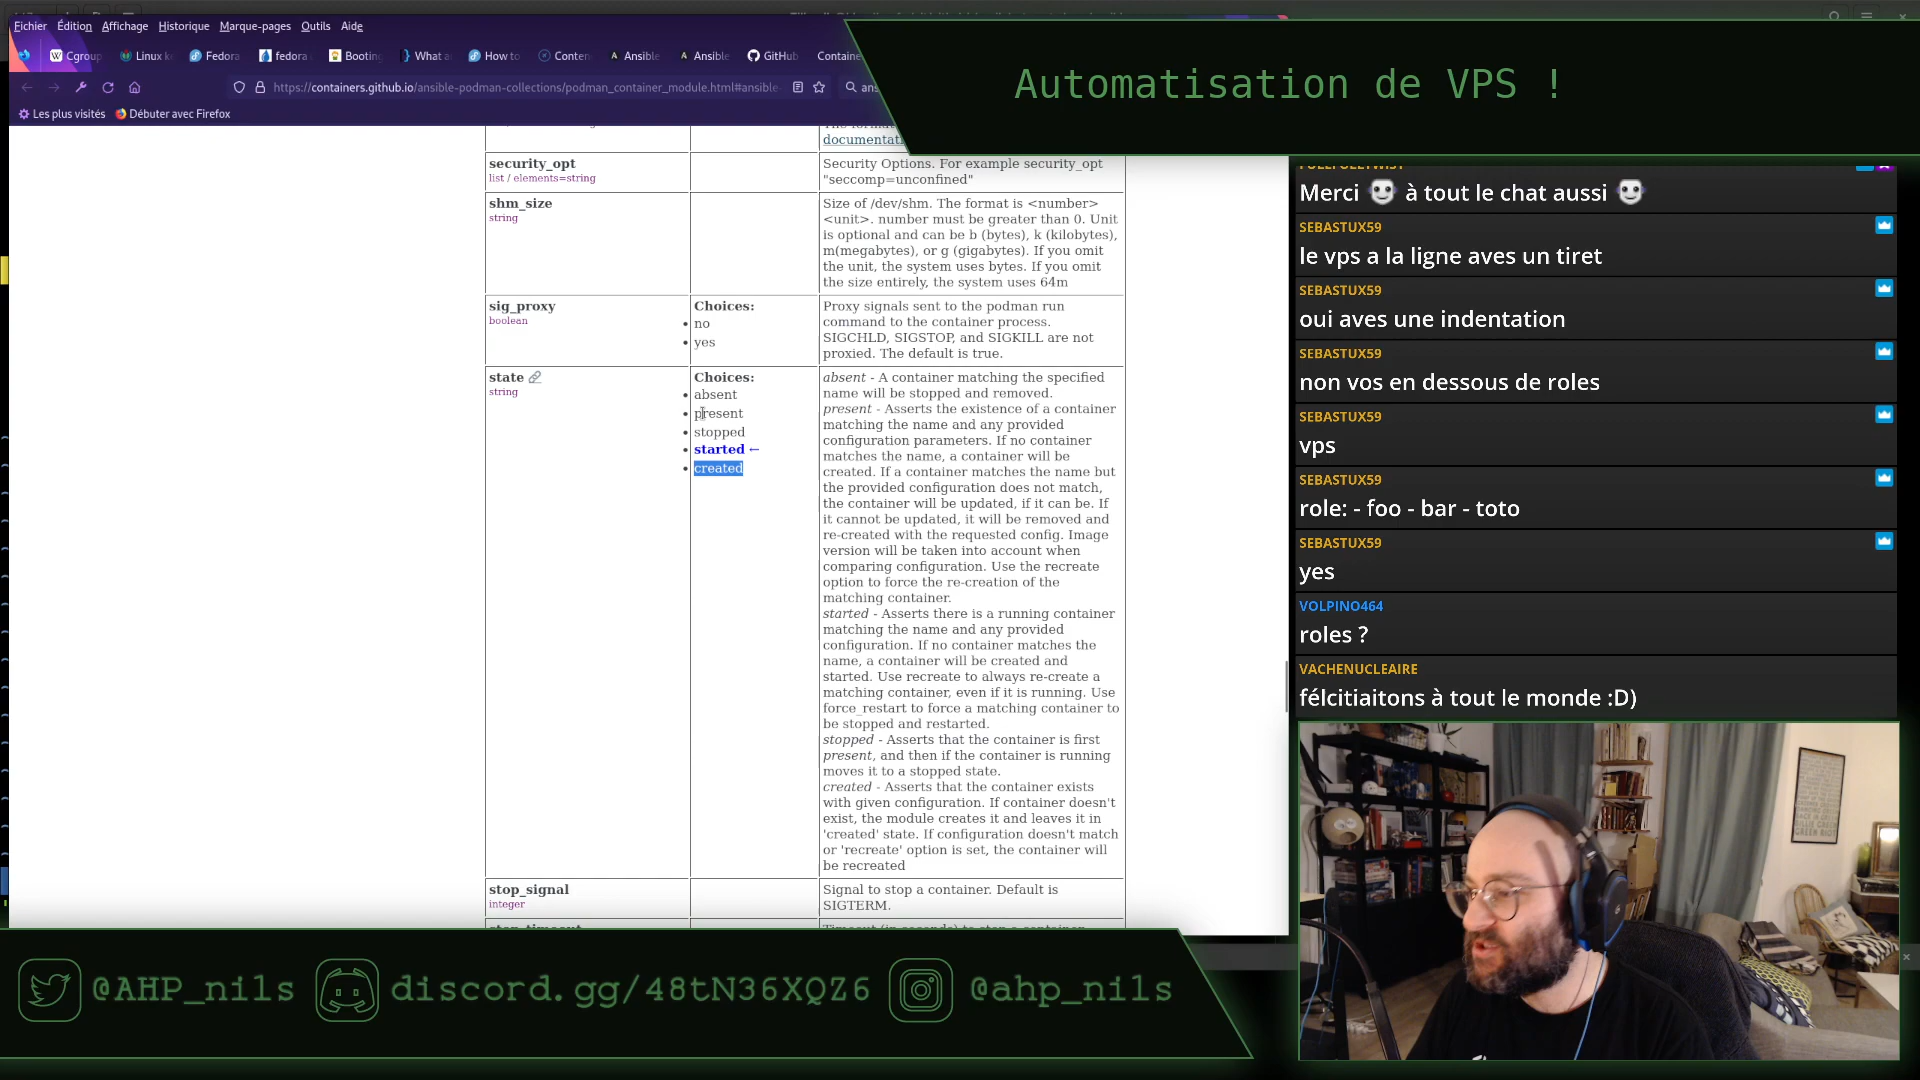 Fichier Édition Affichage Historique Marque-pages Outils Aide
Cgroup Linux k Fedora fedora Booting What a How to Conten Ansible Ansible GitHub Containe
https://containers.github.io/ansible-podman-collections/podman_container_module.html#ansible- ans
Les plus visités Débuter avec Firefox
Automatisation de VPS !
documentati
security_opt
list / elements=string
Security Options. For example security_opt
"seccomp=unconfined"
shm_size
string
Size of /dev/shm. The format is <number>
<unit>. number must be greater than 0. Unit
is optional and can be b (bytes), k (kilobytes),
m(megabytes), or g (gigabytes). If you omit
the unit, the system uses bytes. If you omit
the size entirely, the system uses 64m
sig_proxy
boolean
Choices:
no
yes
Proxy signals sent to the podman run
command to the container process.
SIGCHLD, SIGSTOP, and SIGKILL are not
proxied. The default is true.
state
string
Choices:
absent
present
stopped
started ←
created
absent - A container matching the specified
name will be stopped and removed.
present - Asserts the existence of a container
matching the name and any provided
configuration parameters. If no container
matches the name, a container will be
created. If a container matches the name but
the provided configuration does not match,
the container will be updated, if it can be. If
it cannot be updated, it will be removed and
re-created with the requested config. Image
version will be taken into account when
comparing configuration. Use the recreate
option to force the re-creation of the
matching container.
started - Asserts there is a running container
matching the name and any provided
configuration. If no container matches the
name, a container will be created and
started. Use recreate to always re-create a
matching container, even if it is running. Use
force_restart to force a matching container to
be stopped and restarted.
stopped - Asserts that the container is first
present, and then if the container is running
moves it to a stopped state.
created - Asserts that the container exists
with given configuration. If container doesn't
exist, the module creates it and leaves it in
'created' state. If configuration doesn't match
or 'recreate' option is set, the container will
be recreated
stop_signal
integer
Signal to stop a container. Default is
SIGTERM.
Merci à tout le chat aussi
SEBASTUX59
le vps a la ligne aves un tiret
SEBASTUX59
oui aves une indentation
SEBASTUX59
non vos en dessous de roles
SEBASTUX59
vps
SEBASTUX59
role: - foo - bar - toto
SEBASTUX59
yes
VOLPINO464
roles ?
VACHENUCLEAIRE
félcitiaitons à tout le monde :D)
@AHP_nils discord.gg/48tN36XQZ6 @ahp_nils